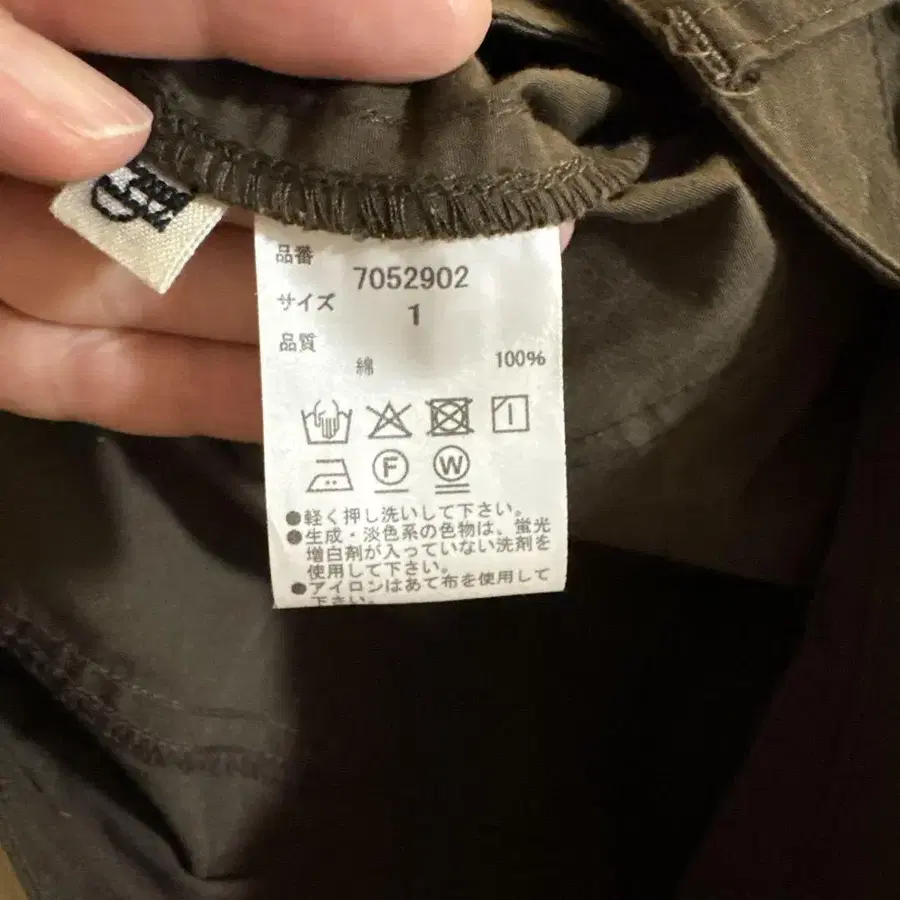 品番
7052902
サイズ
1
品質
綿 100%
F W
●軽く押し洗いして下さい。
●生成・淡色系の色物は、蛍光
増白剤が入っていない洗剤を
使用して下さい。
●アイロンはあて布を使用して
下さい。